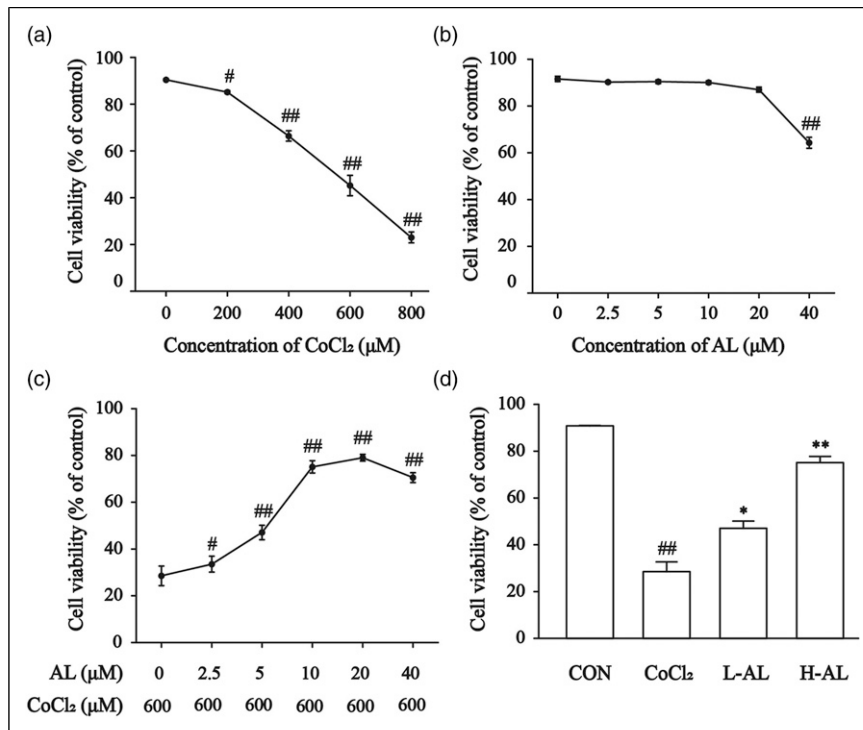 (a)
100
80
60
40
20
0
Cell viability (% of control)
#
##
##
##
0 200 400 600 800
Concentration of CoCl₂ (μM)
(b)
100
80
60
40
20
0
Cell viability (% of control)
##
0 2.5 5 10 20 40
Concentration of AL (μM)
(c)
100
80
60
40
20
0
Cell viability (% of control)
#
##
##
##
##
AL (μM) 0 2.5 5 10 20 40
CoCl₂ (μM) 600 600 600 600 600 600
(d)
100
80
60
40
20
0
Cell viability (% of control)
##
*
**
CON CoCl₂ L-AL H-AL